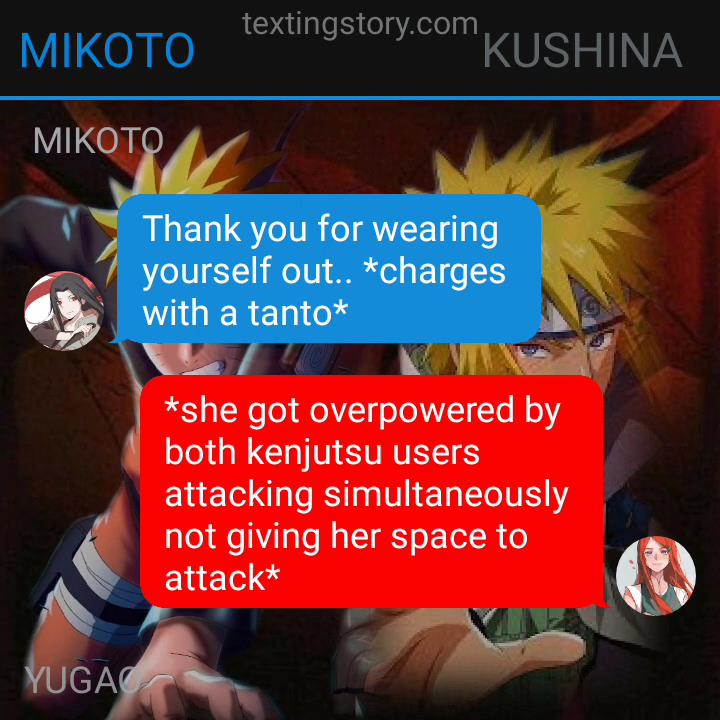 textingstory.com
MIKOTO
KUSHINA
MIKOTO
Thank you for wearing
yourself out.. *charges
with a tanto*
*she got overpowered by
both kenjutsu users
attacking simultaneously
not giving her space to
attack*
YUGAO